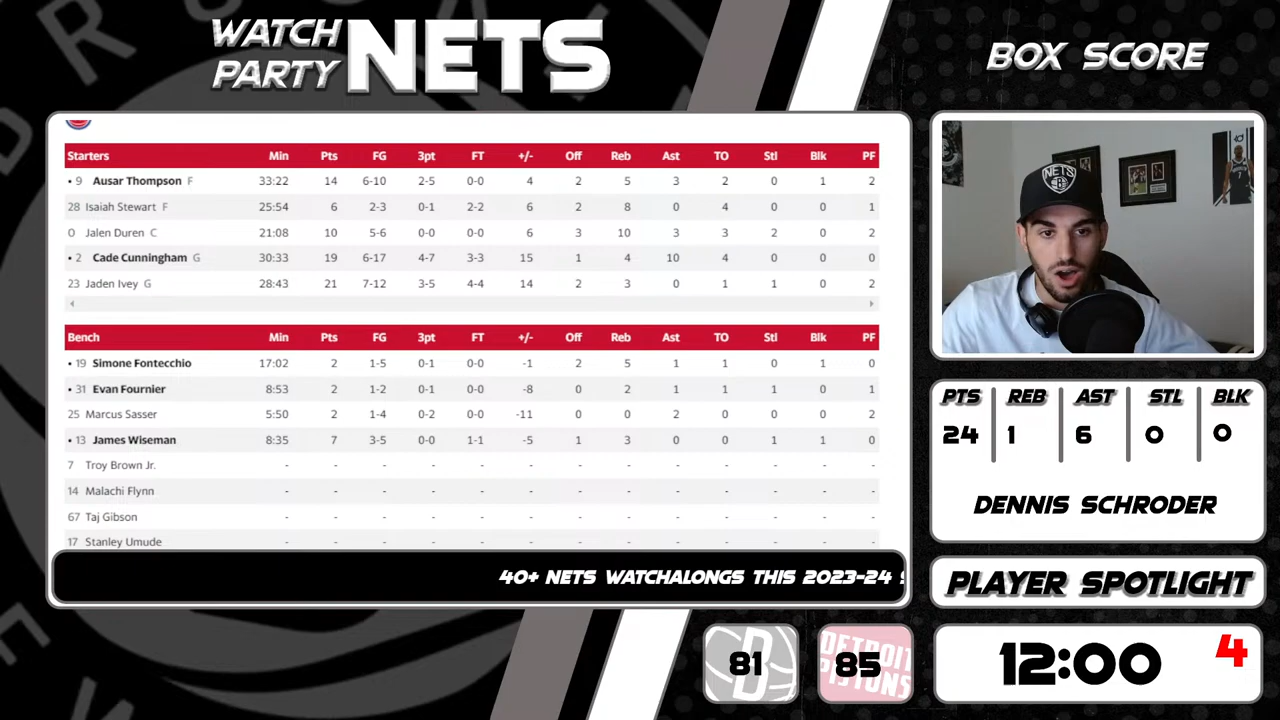 WATCH PARTY NETS
BOX SCORE
Starters Min Pts FG 3pt FT +/- Off Reb Ast TO Stl Blk PF
• 9 Ausar Thompson F 33:22 14 6-10 2-5 0-0 4 2 5 3 2 0 1 2
28 Isaiah Stewart F 25:54 6 2-3 0-1 2-2 6 2 8 0 4 0 0 1
0 Jalen Duren C 21:08 10 5-6 0-0 0-0 6 3 10 3 3 2 0 2
• 2 Cade Cunningham G 30:33 19 6-17 4-7 3-3 15 1 4 10 4 0 0 0
23 Jaden Ivey G 28:43 21 7-12 3-5 4-4 14 2 3 0 1 1 0 2
Bench Min Pts FG 3pt FT +/- Off Reb Ast TO Stl Blk PF
• 19 Simone Fontecchio 17:02 2 1-5 0-1 0-0 -1 2 5 1 1 0 1 0
• 31 Evan Fournier 8:53 2 1-2 0-1 0-0 -8 0 2 1 1 1 0 1
25 Marcus Sasser 5:50 2 1-4 0-2 0-0 -11 0 0 2 0 0 0 2
• 13 James Wiseman 8:35 7 3-5 0-0 1-1 -5 1 3 0 0 1 1 0
7 Troy Brown Jr. - - - - - - - - - - - - -
14 Malachi Flynn - - - - - - - - - - - - -
67 Taj Gibson - - - - - - - - - - - - -
17 Stanley Umude - - - - - - - - - - - - -
40+ NETS WATCHALONGS THIS 2023-24
NETS
PTS REB AST STL BLK
24 1 6 0 0
DENNIS SCHRODER
PLAYER SPOTLIGHT
81
DETROIT PISTONS
85
12:00 4